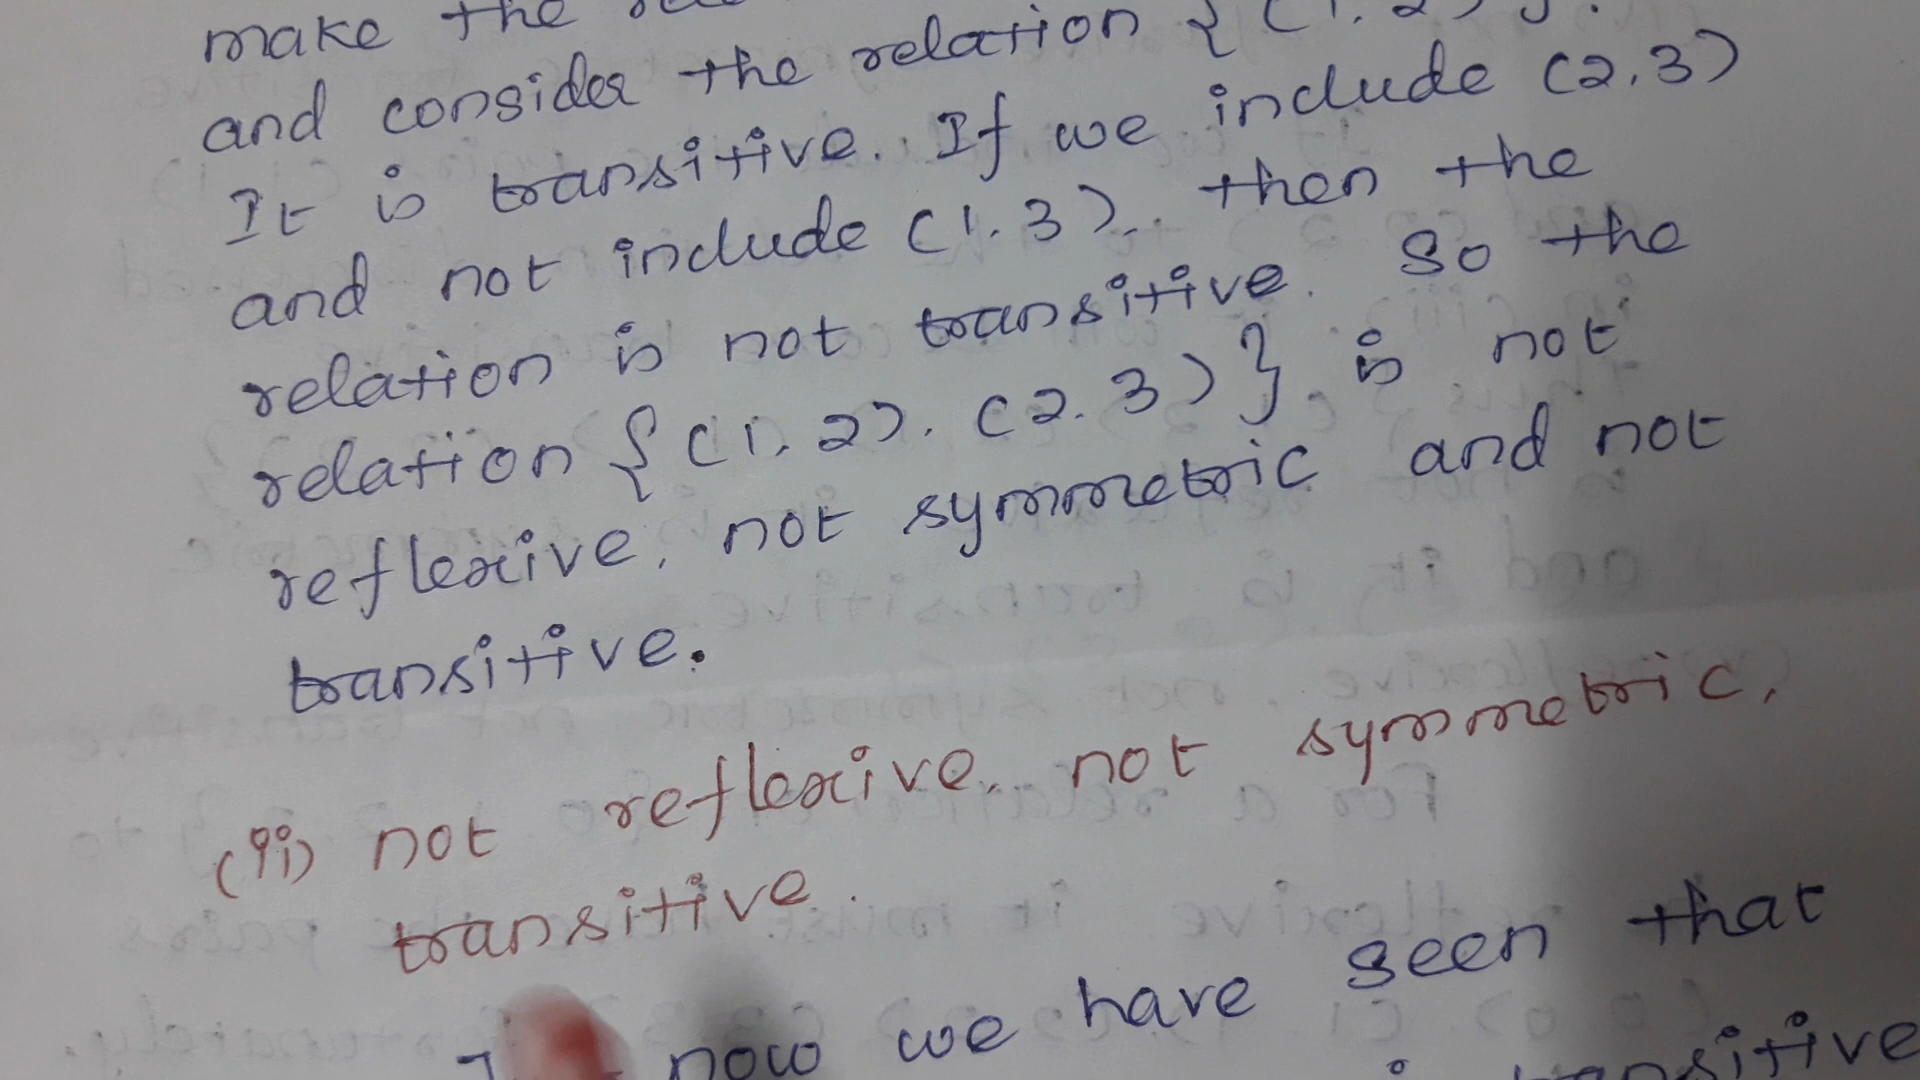 make the
and consider the relation { (1, 2) }.
It is transitive. If we include (2,3)
and not include (1,3), then the
relation is not transitive. So the
relation {(1,2), (2,3)} is not
reflexive, not symmetric and not
transitive.
(ii) not reflexive, not symmetric,
transitive.
now we have seen that
transitive